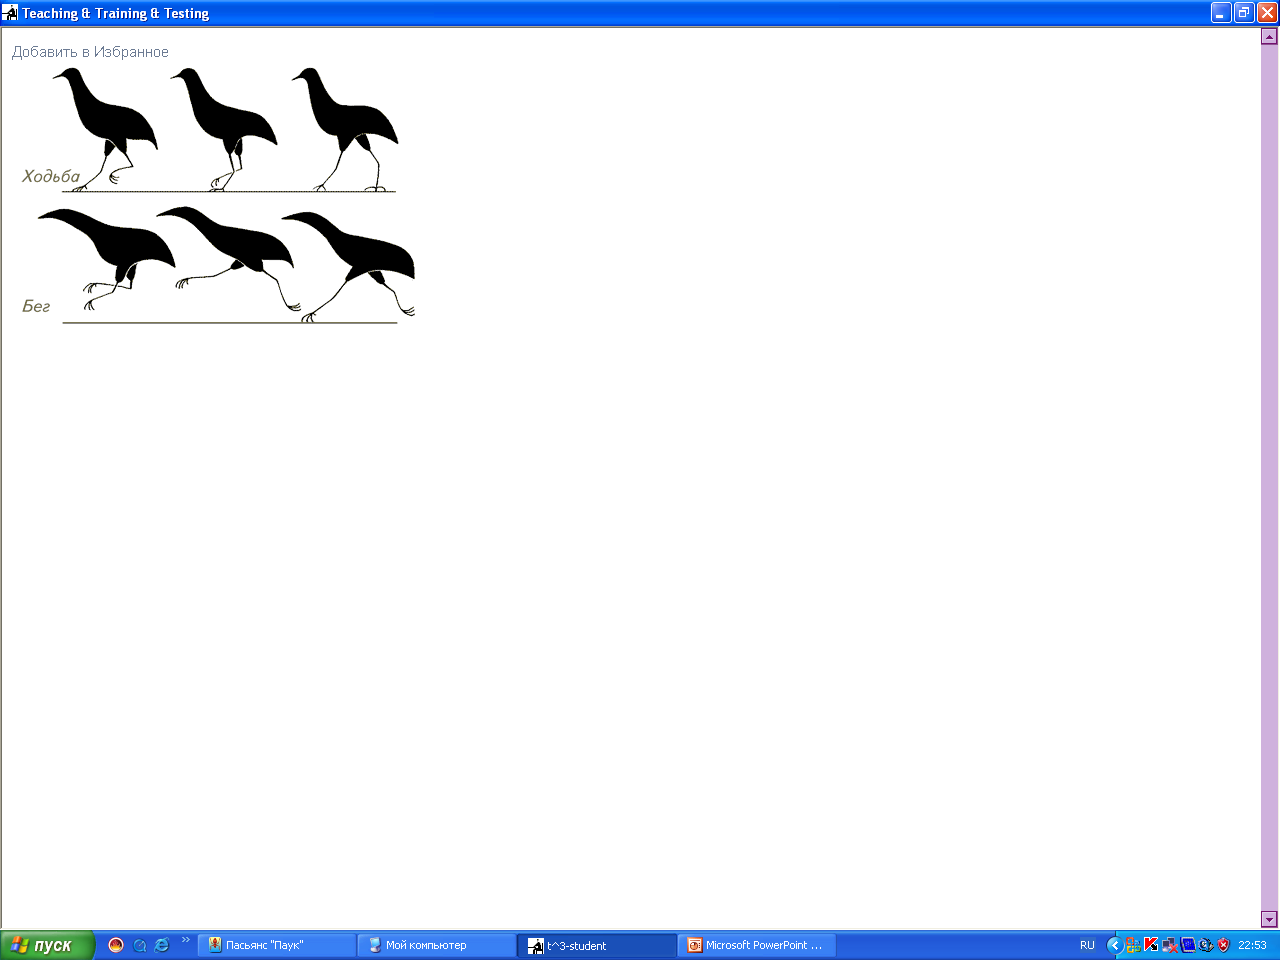 Teaching & Training & Testing
Добавить в Избранное
Ходьба
Бег
пуск
Пасьянс "Паук"
Мой компьютер
t^3-student
Microsoft PowerPoint ...
RU
22:53